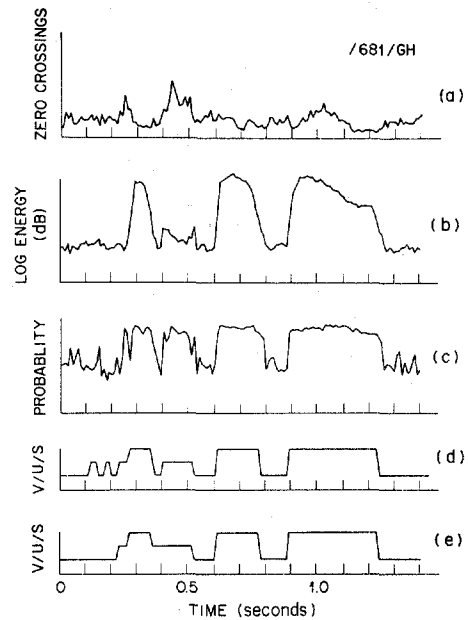 /681/GH
ZERO CROSSINGS
(a)
LOG ENERGY
(dB)
(b)
PROBABLITY
(c)
V/U/S
(d)
V/U/S
(e)
0 0.5 1.0
TIME (seconds)